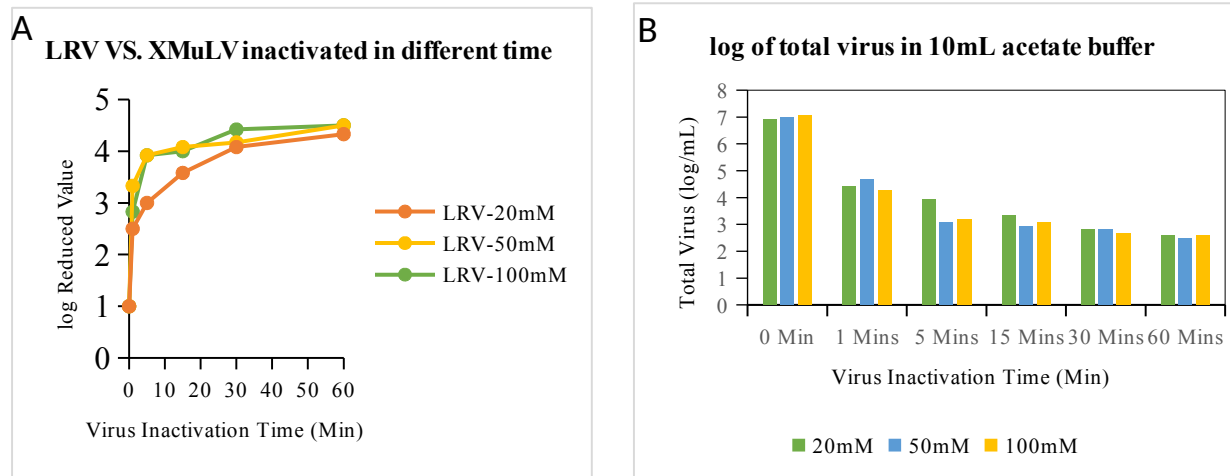 A
LRV VS. XMuLV inactivated in different time
log Reduced Value
5
4
3
2
1
0
0 10 20 30 40 50 60
Virus Inactivation Time (Min)
LRV-20mM
LRV-50mM
LRV-100mM
B
log of total virus in 10mL acetate buffer
Total Virus (log/mL)
8
7
6
5
4
3
2
1
0
0 Min 1 Mins 5 Mins 15 Mins 30 Mins 60 Mins
Virus Inactivation Time (Min)
20mM 50mM 100mM